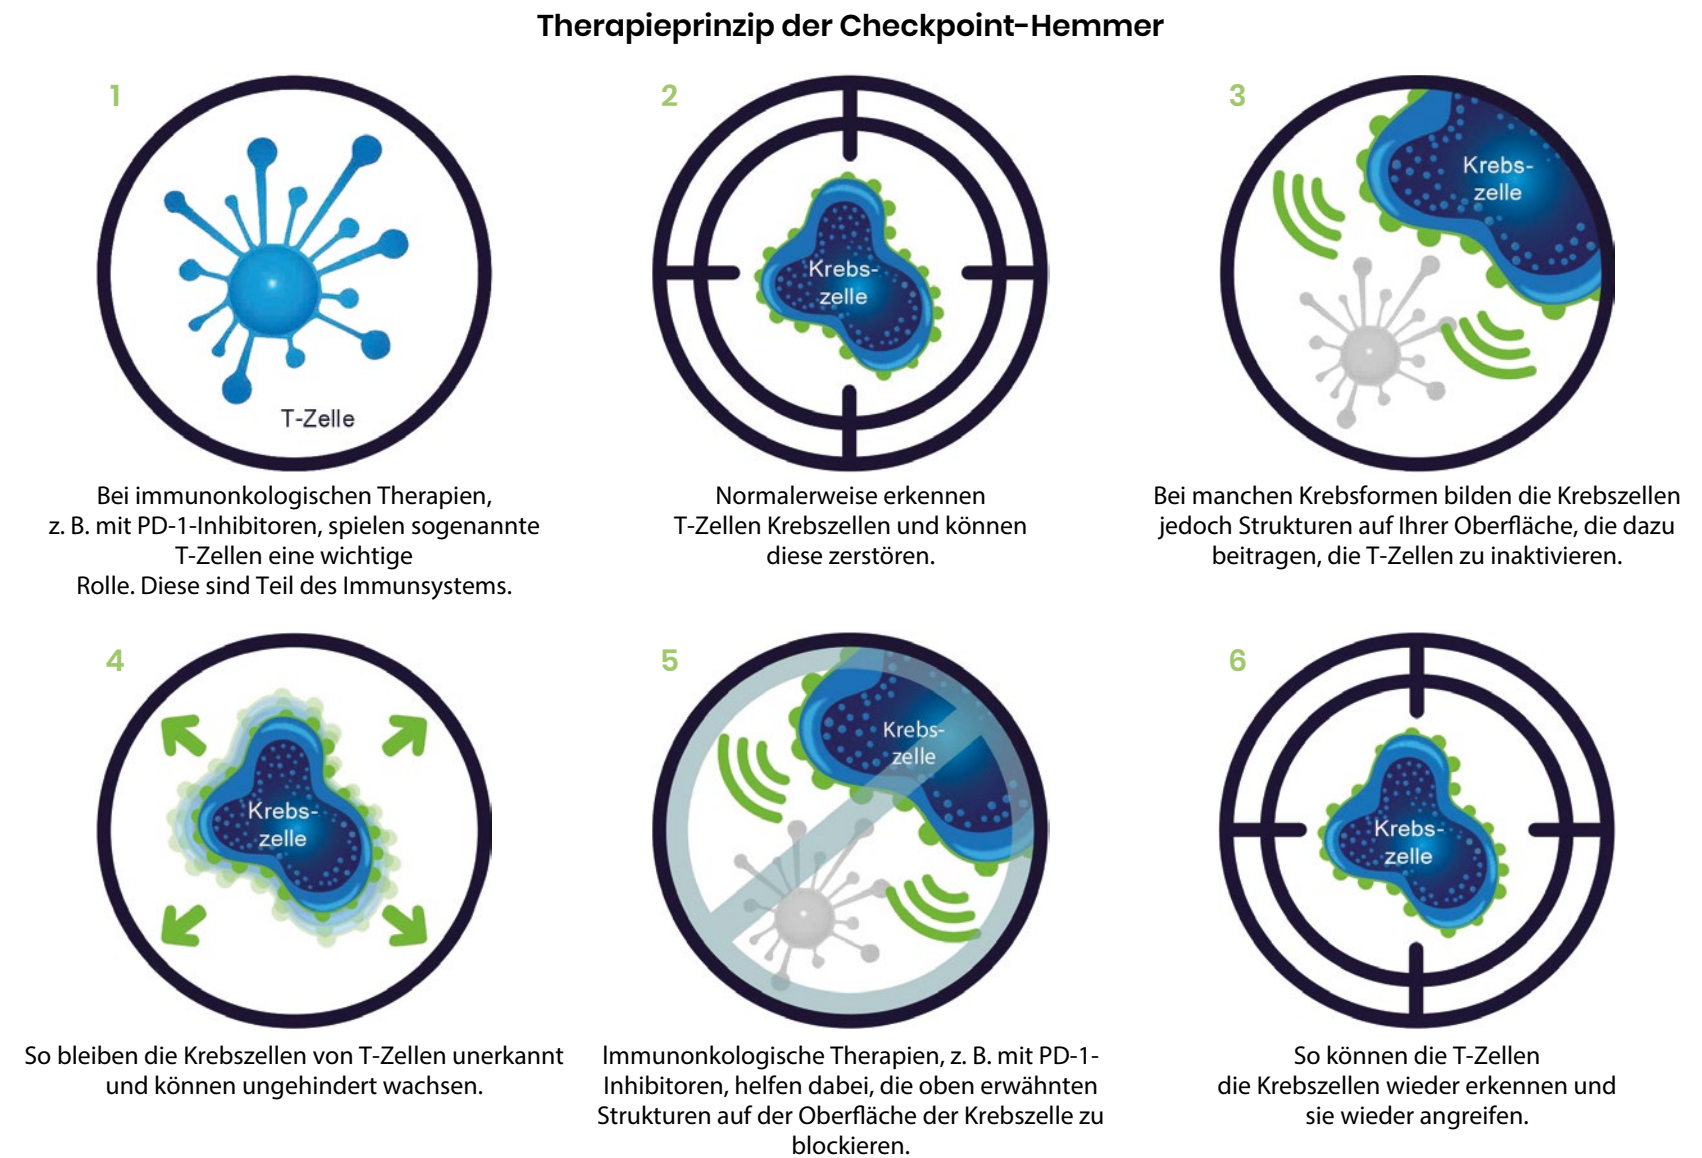 Therapieprinzip der Checkpoint-Hemmer
1
T-Zelle
Bei immunonkologischen Therapien,
z. B. mit PD-1-Inhibitoren, spielen sogenannte
T-Zellen eine wichtige
Rolle. Diese sind Teil des Immunsystems.
2
Krebs-
zelle
Normalerweise erkennen
T-Zellen Krebszellen und können
diese zerstören.
3
Krebs-
zelle
Bei manchen Krebsformen bilden die Krebszellen
jedoch Strukturen auf Ihrer Oberfläche, die dazu
beitragen, die T-Zellen zu inaktivieren.
4
Krebs-
zelle
So bleiben die Krebszellen von T-Zellen unerkannt
und können ungehindert wachsen.
5
Krebs-
zelle
Immunonkologische Therapien, z. B. mit PD-1-
Inhibitoren, helfen dabei, die oben erwähnten
Strukturen auf der Oberfläche der Krebszelle zu
blockieren.
6
Krebs-
zelle
So können die T-Zellen
die Krebszellen wieder erkennen und
sie wieder angreifen.